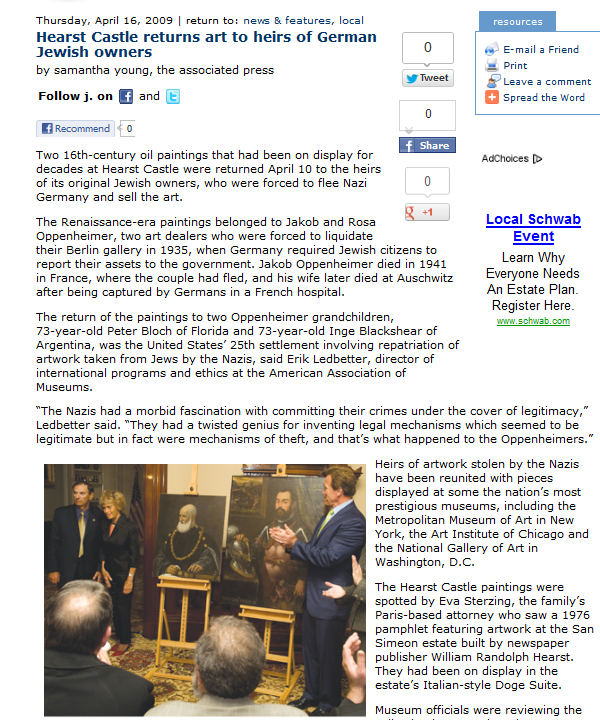 Thursday, April 16, 2009 | return to: news & features, local
Hearst Castle returns art to heirs of German
Jewish owners
by samantha young, the associated press
Follow j. on and
Recommend 0
0
Tweet
0
Share
0
+1
resources
E-mail a Friend
Print
Leave a comment
Spread the Word
AdChoices
Local Schwab
Event
Learn Why
Everyone Needs
An Estate Plan.
Register Here.
www.schwab.com
Two 16th-century oil paintings that had been on display for
decades at Hearst Castle were returned April 10 to the heirs
of its original Jewish owners, who were forced to flee Nazi
Germany and sell the art.
The Renaissance-era paintings belonged to Jakob and Rosa
Oppenheimer, two art dealers who were forced to liquidate
their Berlin gallery in 1935, when Germany required Jewish citizens to
report their assets to the government. Jakob Oppenheimer died in 1941
in France, where the couple had fled, and his wife later died at Auschwitz
after being captured by Germans in a French hospital.
The return of the paintings to two Oppenheimer grandchildren,
73-year-old Peter Bloch of Florida and 73-year-old Inge Blackshear of
Argentina, was the United States’ 25th settlement involving repatriation of
artwork taken from Jews by the Nazis, said Erik Ledbetter, director of
international programs and ethics at the American Association of
Museums.
“The Nazis had a morbid fascination with committing their crimes under the cover of legitimacy,”
Ledbetter said. “They had a twisted genius for inventing legal mechanisms which seemed to be
legitimate but in fact were mechanisms of theft, and that’s what happened to the Oppenheimers.”
Heirs of artwork stolen by the Nazis
have been reunited with pieces
displayed at some the nation’s most
prestigious museums, including the
Metropolitan Museum of Art in New
York, the Art Institute of Chicago and
the National Gallery of Art in
Washington, D.C.
The Hearst Castle paintings were
spotted by Eva Sterzing, the family’s
Paris-based attorney who saw a 1976
pamphlet featuring artwork at the San
Simeon estate built by newspaper
publisher William Randolph Hearst.
They had been on display in the
estate’s Italian-style Doge Suite.
Museum officials were reviewing the